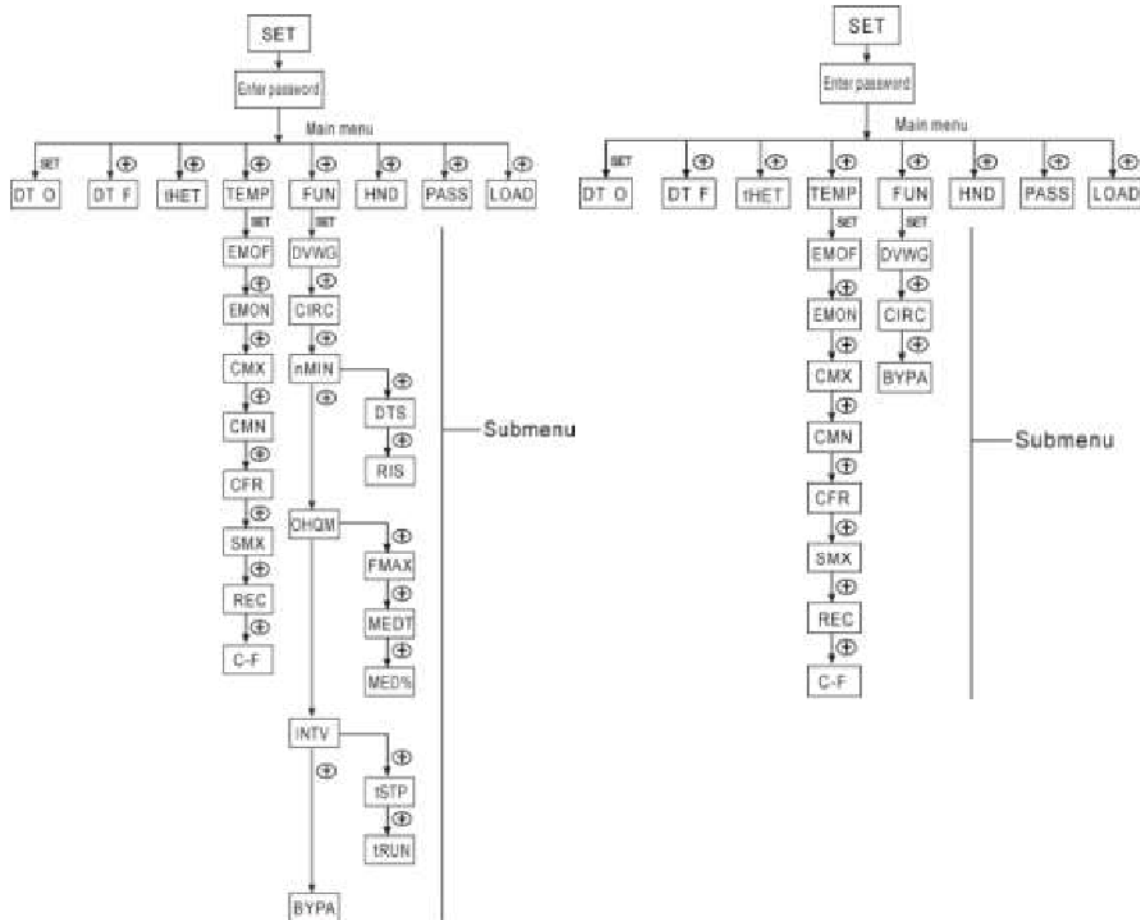 SET
Enter password
Main menu
SET
DT O
DT F
tHET
TEMP
FUN
HND
PASS
LOAD
SET
SET
EMOF
EMON
CMX
CMN
CFR
SMX
REC
C-F
DVWG
CIRC
nMIN
DTS
RIS
OHQM
FMAX
MEDT
MED%
INTV
tSTP
tRUN
BYPA
Submenu
SET
Enter password
Main menu
SET
DT O
DT F
tHET
TEMP
FUN
HND
PASS
LOAD
SET
SET
EMOF
EMON
CMX
CMN
CFR
SMX
REC
C-F
DVWG
CIRC
BYPA
Submenu